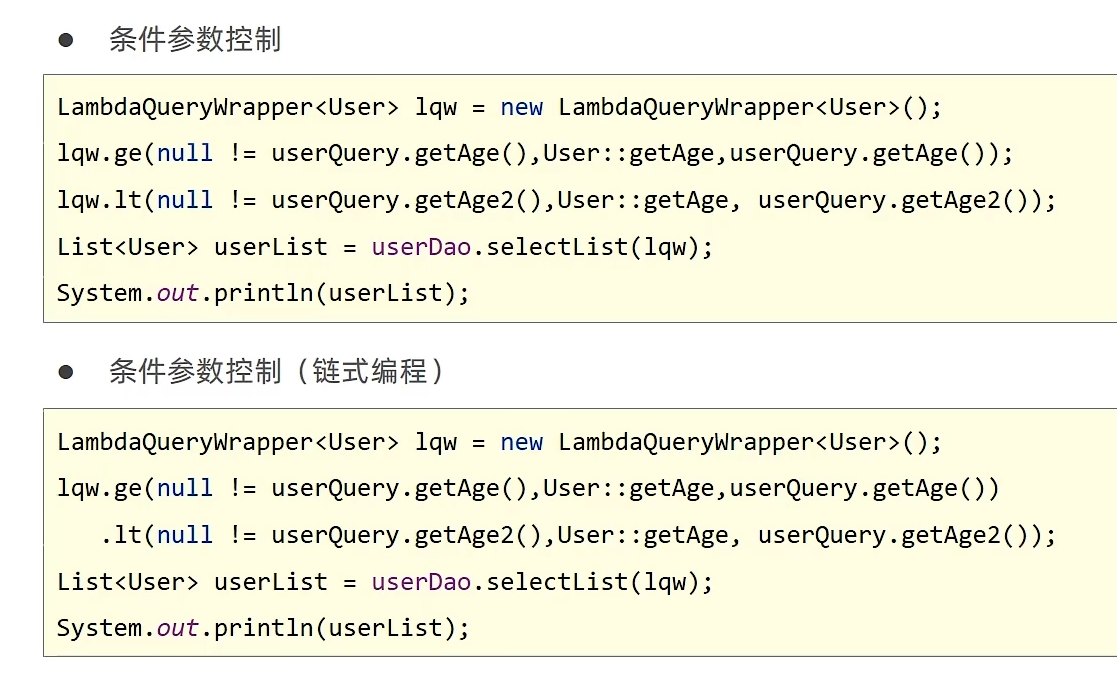 ● 条件参数控制
LambdaQueryWrapper<User> lqw = new LambdaQueryWrapper<User>();
lqw.ge(null != userQuery.getAge(),User::getAge,userQuery.getAge());
lqw.lt(null != userQuery.getAge2(),User::getAge, userQuery.getAge2());
List<User> userList = userDao.selectList(lqw);
System.out.println(userList);
● 条件参数控制（链式编程）
LambdaQueryWrapper<User> lqw = new LambdaQueryWrapper<User>();
lqw.ge(null != userQuery.getAge(),User::getAge,userQuery.getAge())
   .lt(null != userQuery.getAge2(),User::getAge, userQuery.getAge2());
List<User> userList = userDao.selectList(lqw);
System.out.println(userList);